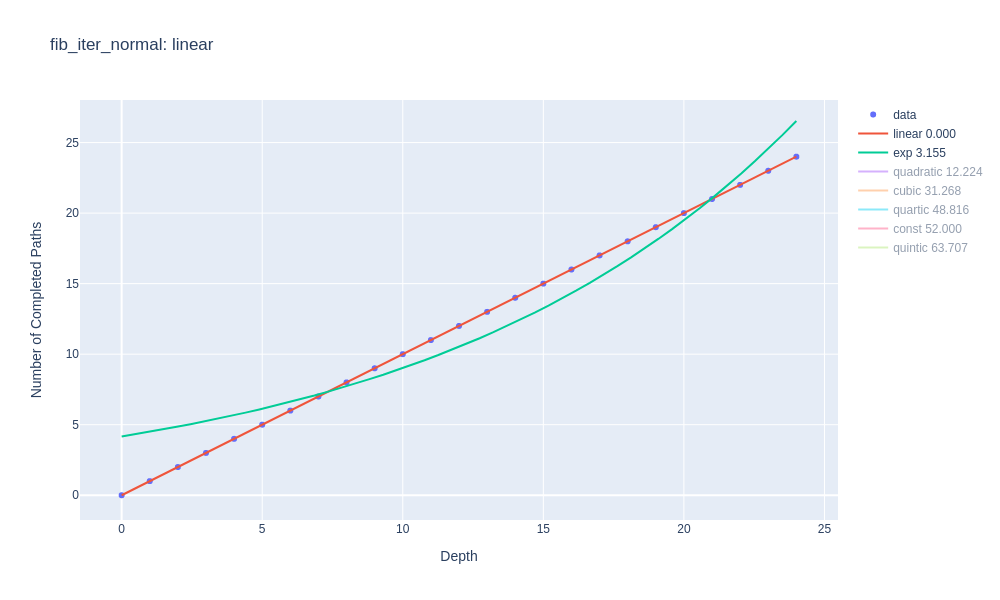 fib_iter_normal: linear
Number of Completed Paths
25
20
15
10
5
0
0 5 10 15 20 25
Depth
data
linear 0.000
exp 3.155
quadratic 12.224
cubic 31.268
quartic 48.816
const 52.000
quintic 63.707